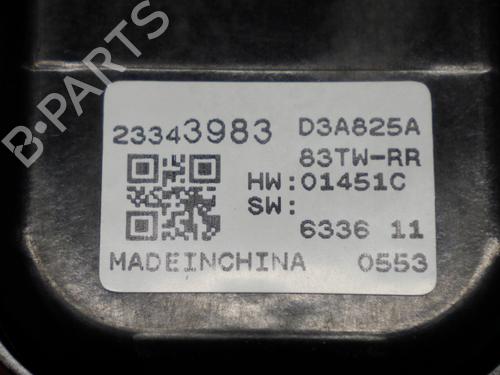 23343983 D3A825A
83TW-RR
HW:01451C
SW:
6336 11
MADEINCHINA 0553
B-PARTS